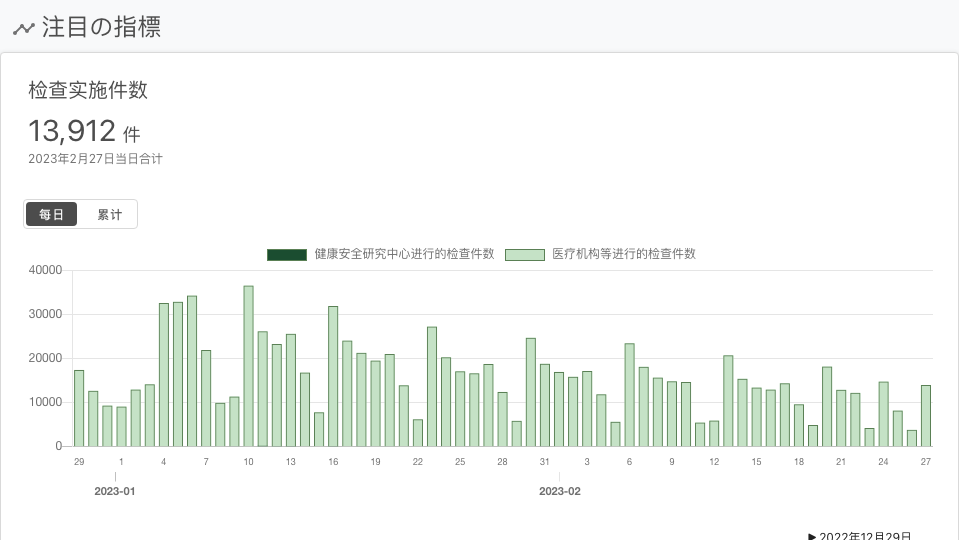 注目の指標
检查实施件数
13,912 件
2023年2月27日当日合计
每日 累计
健康安全研究中心进行的检查件数 医疗机构等进行的检查件数
40000
30000
20000
10000
0
29 1 4 7 10 13 16 19 22 25 28 31 3 6 9 12 15 18 21 24 27
2023-01 2023-02
▶ 2022年12月29日